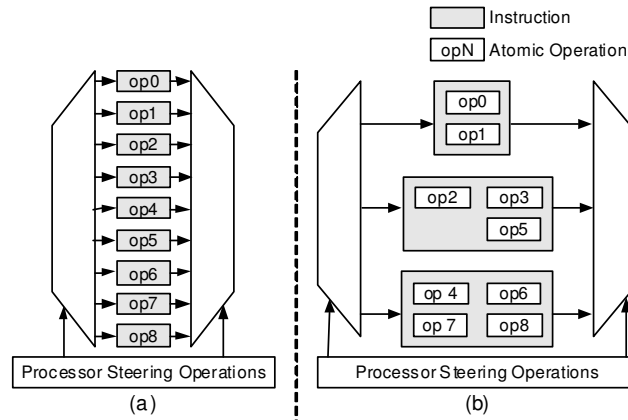 Instruction
opN Atomic Operation
op0
op1
op2
op3
op4
op5
op6
op7
op8
Processor Steering Operations
(a)
op0
op1
op2 op3
op5
op 4 op6
op 7 op8
Processor Steering Operations
(b)